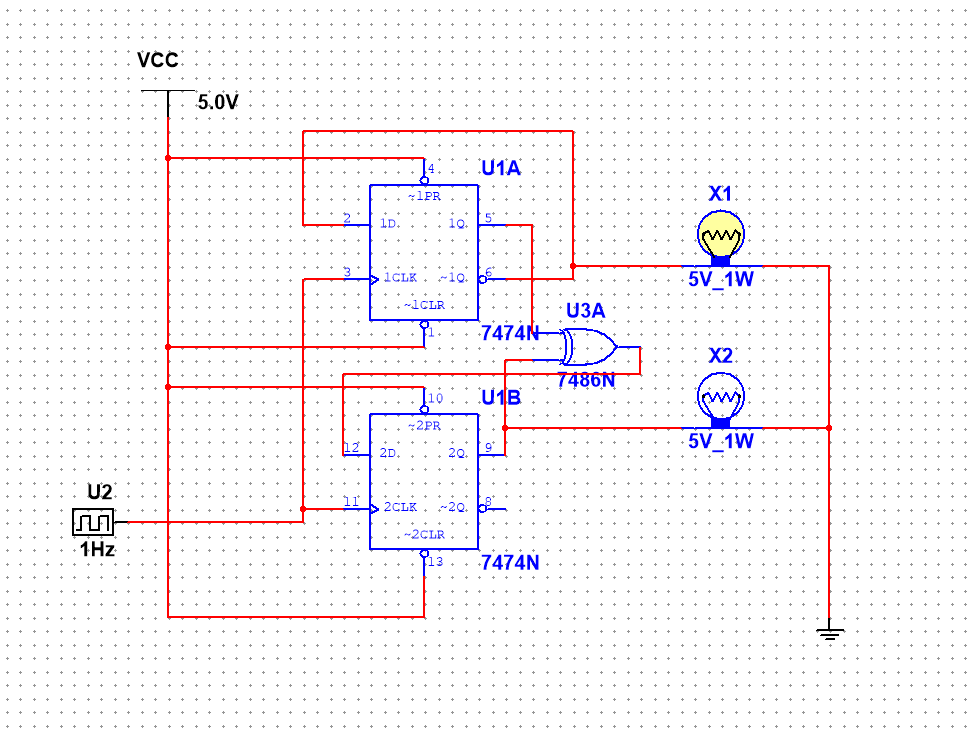 VCC
5.0V
4
U1A
~1PR
X1
2
1D
1Q
5
3
1CLK
~1Q
6
5V_1W
~1CLR
U3A
1
7474N
X2
7486N
10
U1B
~2PR
5V_1W
12
2D
2Q
9
U2
11
2CLK
~2Q
8
~2CLR
1Hz
13
7474N